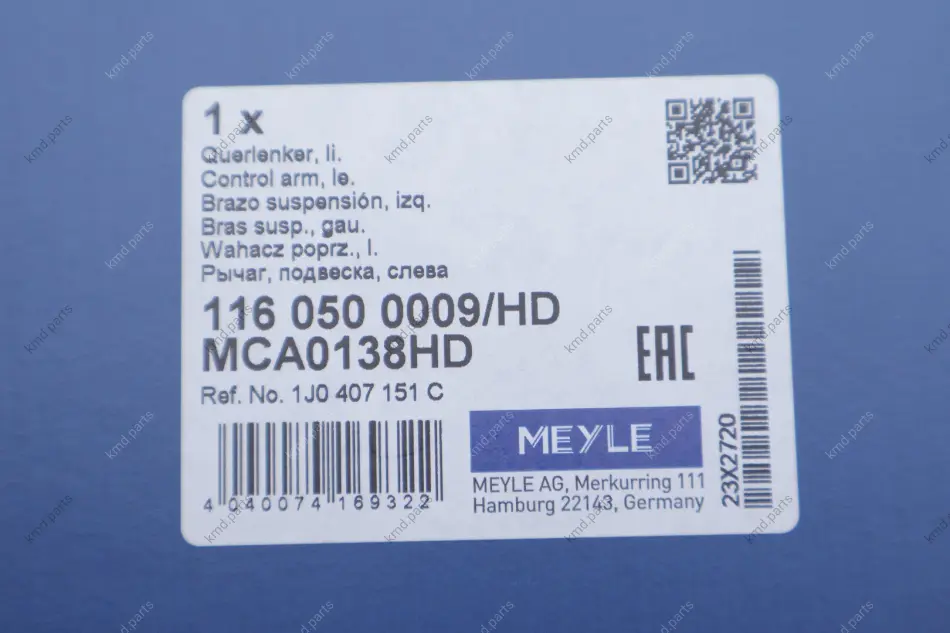 1 x
Querlenker, li.
Control arm, le.
Brazo suspensión, izq.
Bras susp., gau.
Wahacz poprz., l.
Рычаг, подвеска, слева
116 050 0009/HD
MCA0138HD
Ref. No. 1J0 407 151 C
EAC
MEYLE
MEYLE AG, Merkurring 111
Hamburg 22143, Germany
4 040074 169322
23X2720
kmd.parts